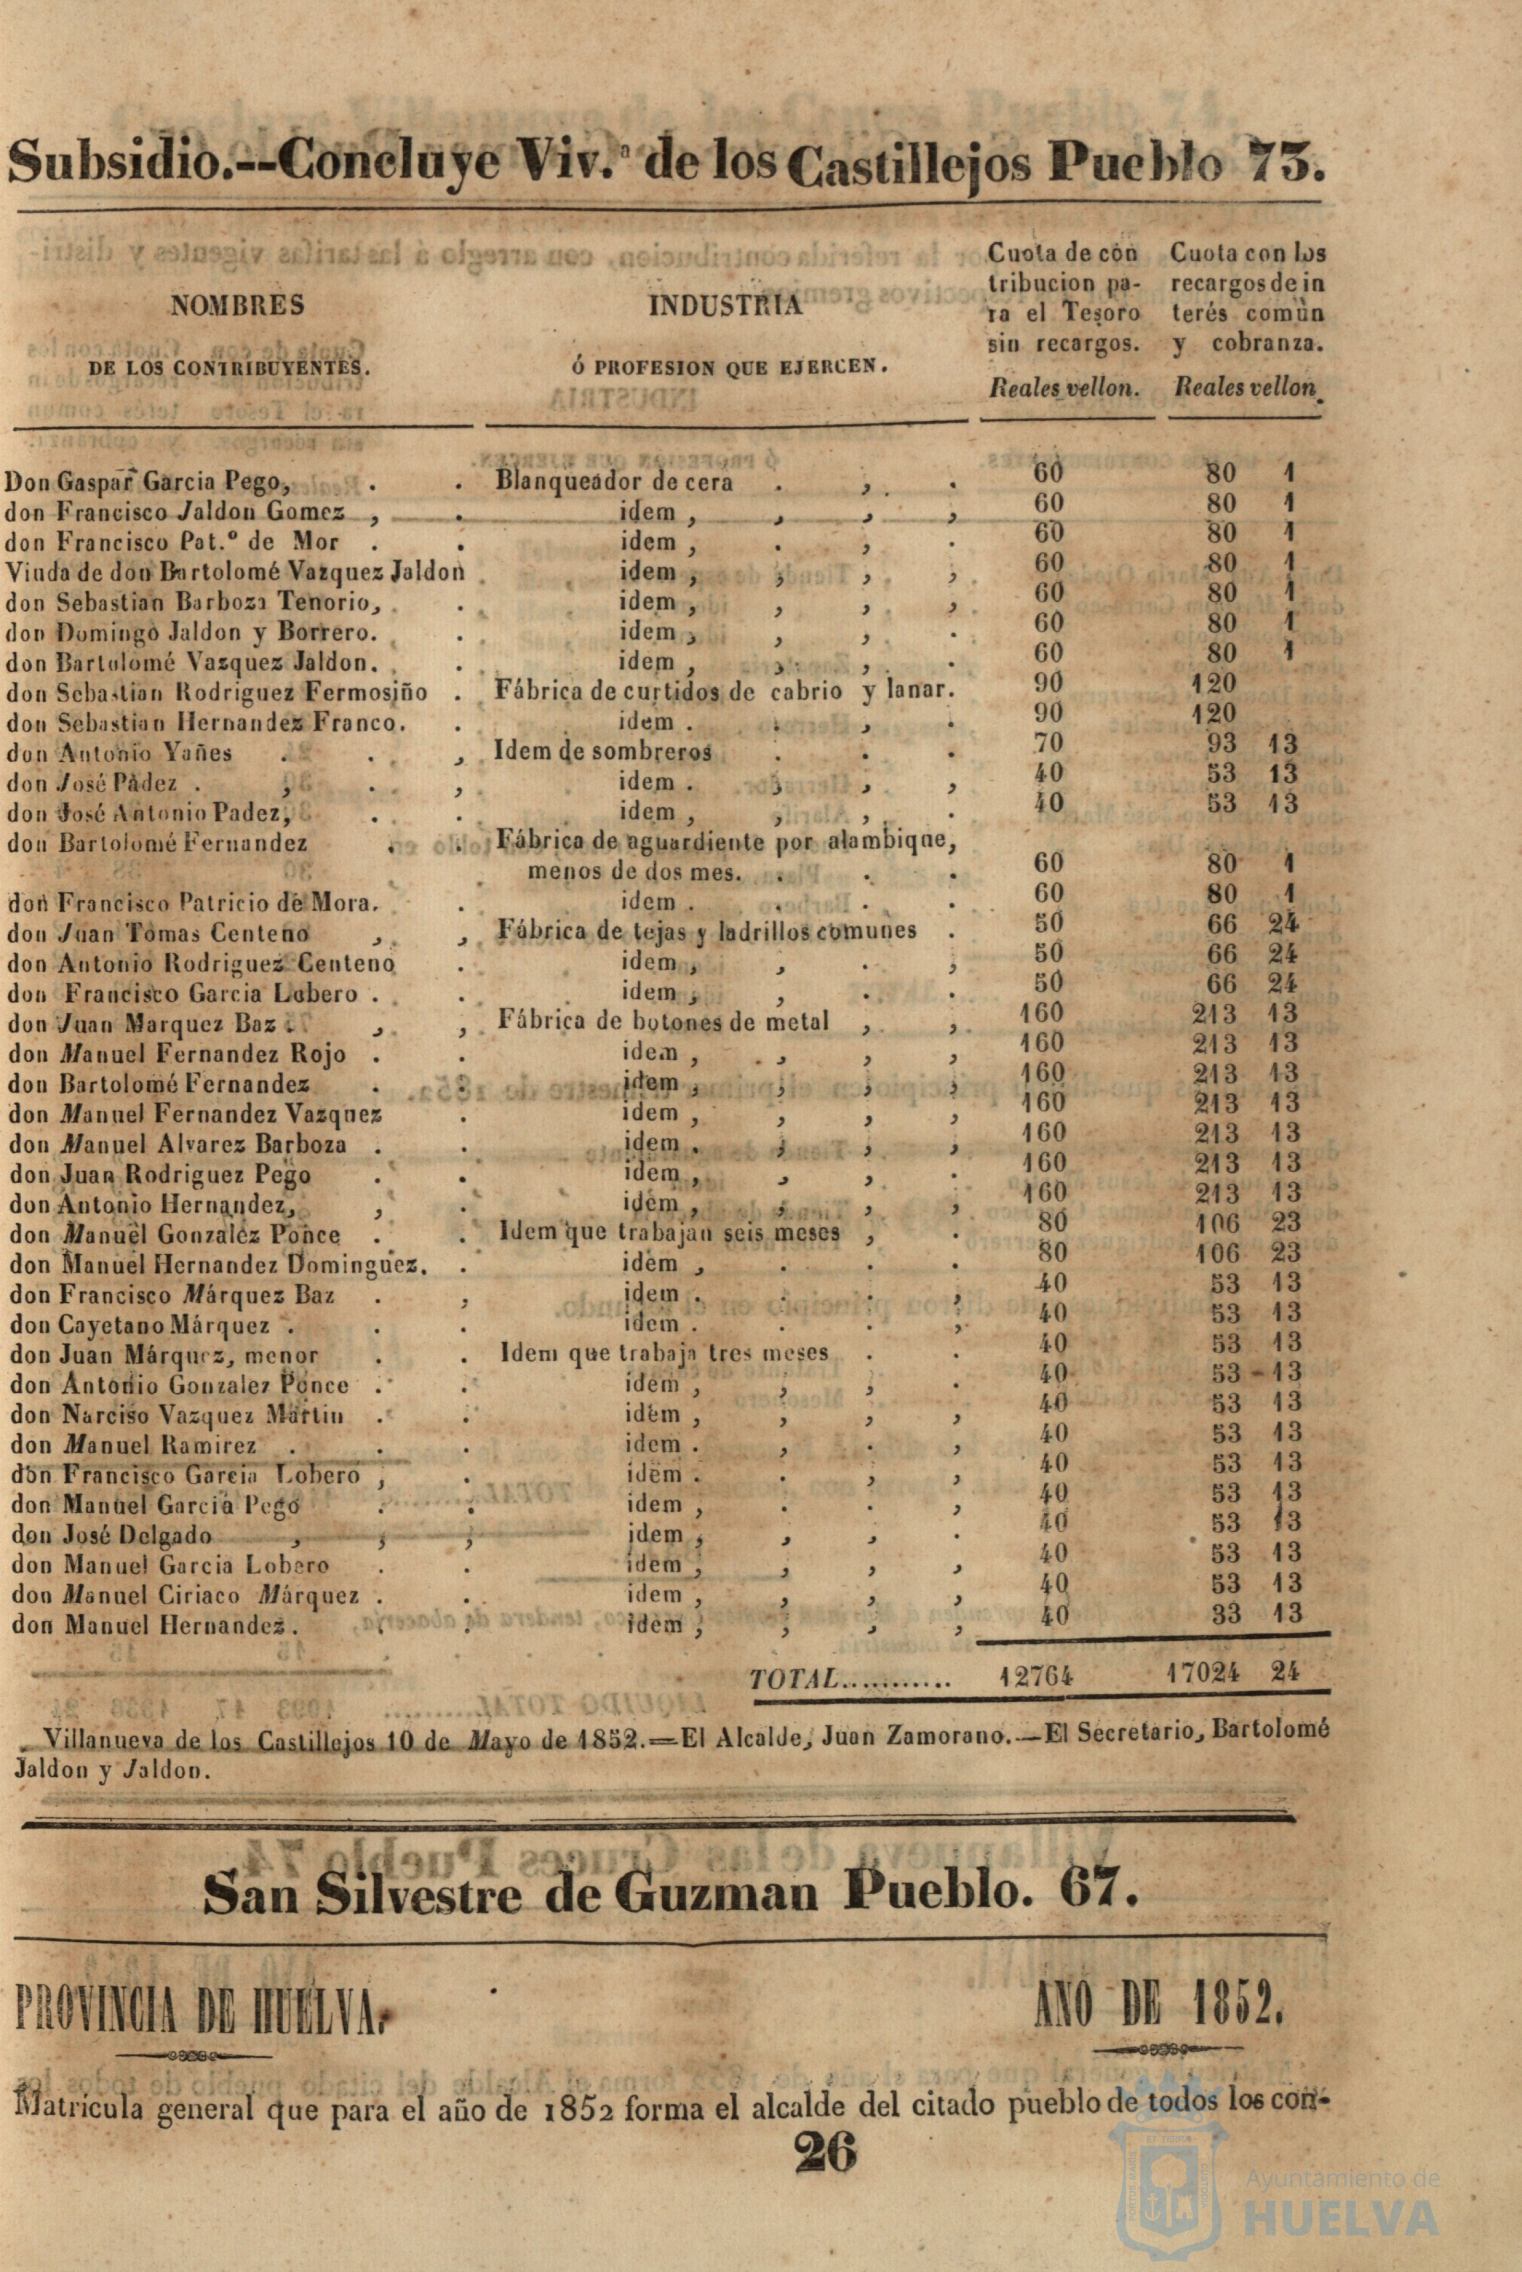 Subsidio.--Concluye Viv.ª de los Castillejos Pueblo 73.
NOMBRES
DE LOS CONTRIBUYENTES.
INDUSTRIA
Ó PROFESION QUE EJERCEN.
Cuota de con
tribucion pa-
ra el Tesoro
sin recargos.
Reales vellon.
Cuota con los
recargos de in
terés comun
y cobranza.
Reales vellon.
Don Gaspar Garcia Pego, . . Blanqueador de cera . , . 60 80 1
don Francisco Jaldon Gomez , . idem , , , , 60 80 1
don Francisco Pat.º de Mor . . idem , . , . 60 80 1
Viuda de don Bartolomé Vazquez Jaldon idem , , , , 60 80 1
don Sebastian Barboza Tenorio, . idem , , , , 60 80 1
don Domingo Jaldon y Borrero. . idem , , , . 60 80 1
don Bartolomé Vazquez Jaldon. . idem , , , . 60 80 1
don Sebastian Rodriguez Fermosiño . Fábrica de curtidos de cabrio y lanar. 90 120
don Sebastian Hernandez Franco. . idem . . , . 90 120
don Antonio Yañes . . , Idem de sombreros . . . 70 93 13
don José Pàdez . , . , idem . , , , 40 53 13
don José Antonio Padez, . . idem , , , . 40 53 13
don Bartolomé Fernandez . . Fábrica de aguardiente por alambique,
menos de dos mes. . . . 60 80 1
don Francisco Patricio de Mora. . idem . . . . 60 80 1
don Juan Tomas Centeno , , Fábrica de tejas y ladrillos comunes . 50 66 24
don Antonio Rodriguez Centeno . idem , , . , 50 66 24
don Francisco Garcia Lobero . . idem , , . . 50 66 24
don Juan Marquez Baz . , , Fábrica de botones de metal , , 160 213 13
don Manuel Fernandez Rojo . . idem , , , , 160 213 13
don Bartolomé Fernandez . . idem , , , , 160 213 13
don Manuel Fernandez Vazquez . idem , , , , 160 213 13
don Manuel Alvarez Barboza . . idem . , , , 160 213 13
don Juan Rodriguez Pego . . idem , , , . 160 213 13
don Antonio Hernandez, , . idem , , , , 160 213 13
don Manuel Gonzalez Ponce . . Idem que trabajan seis meses , . 80 106 23
don Manuel Hernandez Dominguez. . idem , . . . 80 106 23
don Francisco Márquez Baz . , idem . . . , 40 53 13
don Cayetano Márquez . . . idem . . . , 40 53 13
don Juan Márquez, menor . . Idem que trabaja tres meses . . 40 53 13
don Antonio Gonzalez Ponce . . idem , , , . 40 53 - 13
don Narciso Vazquez Martin . . idem , , , , 40 53 13
don Manuel Ramirez . . . idem . , . , 40 53 13
don Francisco Garcia Lobero , . idem . . , , 40 53 13
don Manuel Garcia Pego . . idem , . . , 40 53 13
don José Delgado , , , idem , , , . 40 53 13
don Manuel Garcia Lobero . . idem , , , , 40 53 13
don Manuel Ciriaco Márquez . . idem , , , , 40 53 13
don Manuel Hernandez. . . idem , , , , 40 33 13
TOTAL........... 12764 17024 24
Villanueva de los Castillejos 10 de Mayo de 1852.—El Alcalde, Juan Zamorano.—El Secretario, Bartolomé
Jaldon y Jaldon.
San Silvestre de Guzman Pueblo. 67.
PROVINCIA DE HUELVA.
AÑO DE 1852.
Matrícula general que para el año de 1852 forma el alcalde del citado pueblo de todos los con-
26
Ayuntamiento de
HUELVA